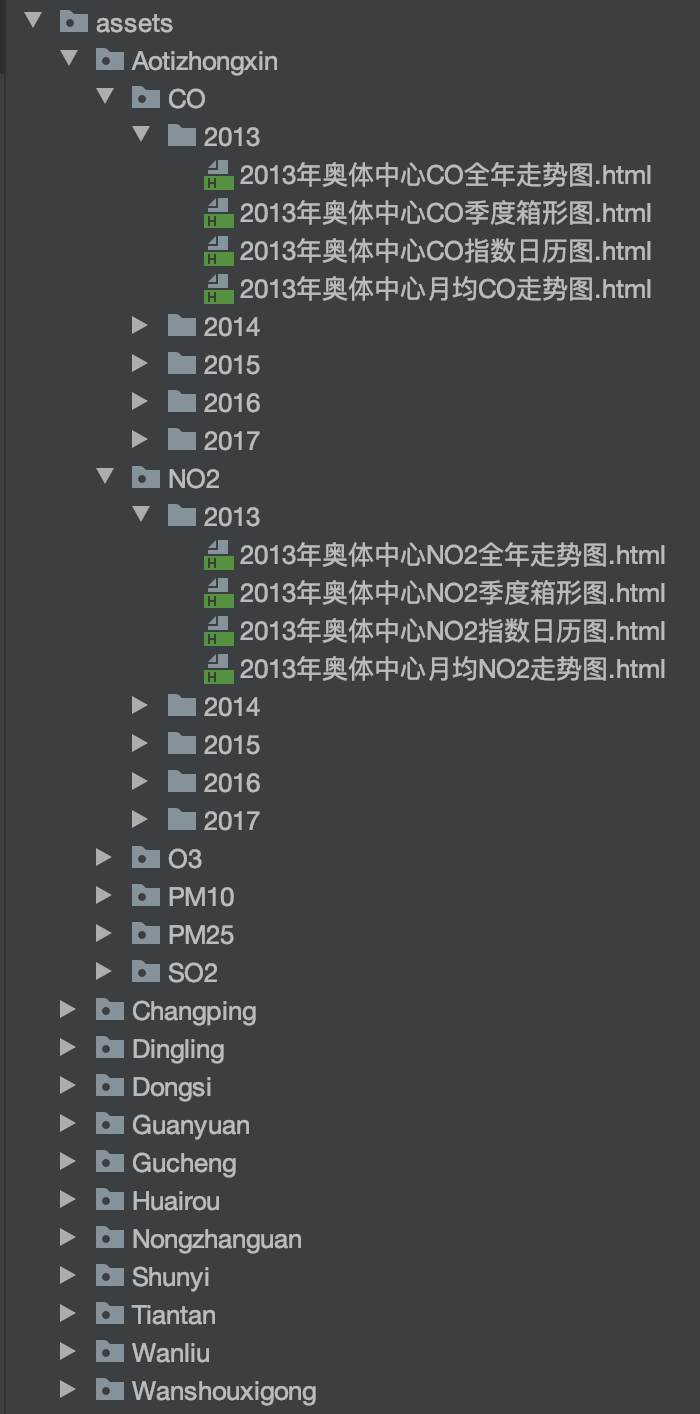 assets
Aotizhongxin
CO
2013
2013年奥体中心CO全年走势图.html
2013年奥体中心CO季度箱形图.html
2013年奥体中心CO指数日历图.html
2013年奥体中心月均CO走势图.html
2014
2015
2016
2017
NO2
2013
2013年奥体中心NO2全年走势图.html
2013年奥体中心NO2季度箱形图.html
2013年奥体中心NO2指数日历图.html
2013年奥体中心月均NO2走势图.html
2014
2015
2016
2017
O3
PM10
PM25
SO2
Changping
Dingling
Dongsi
Guanyuan
Gucheng
Huairou
Nongzhanguan
Shunyi
Tiantan
Wanliu
Wanshouxigong